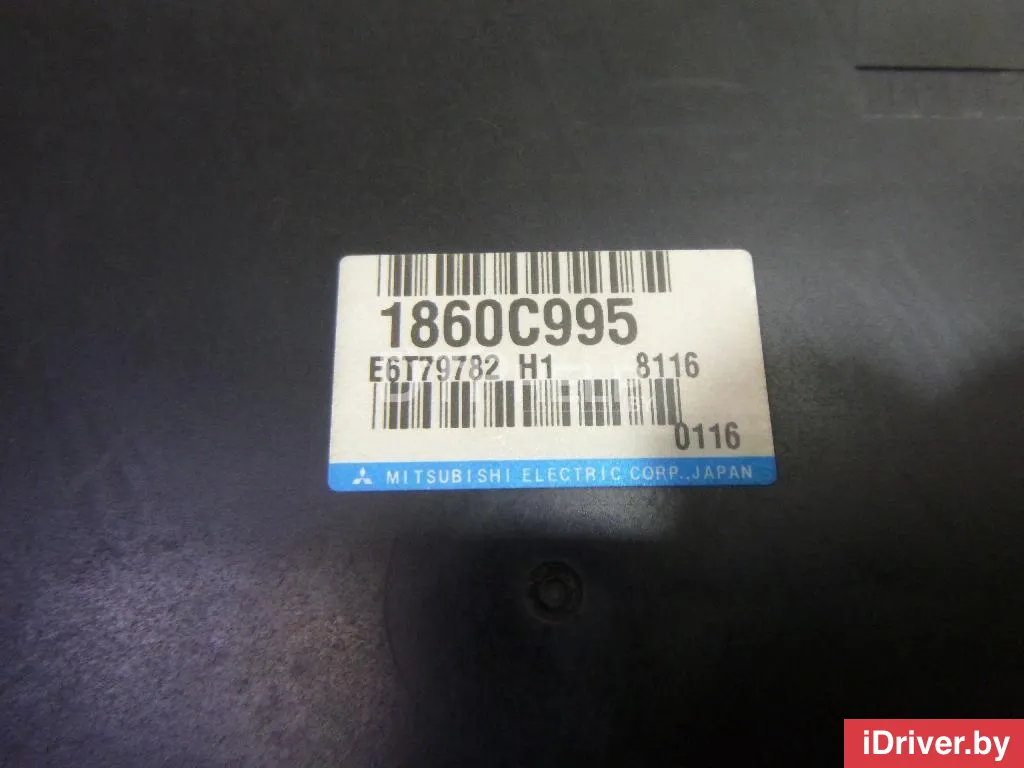 1860C995
E6T79782 H1 8116
0116
MITSUBISHI ELECTRIC CORP., JAPAN
iDriver.by